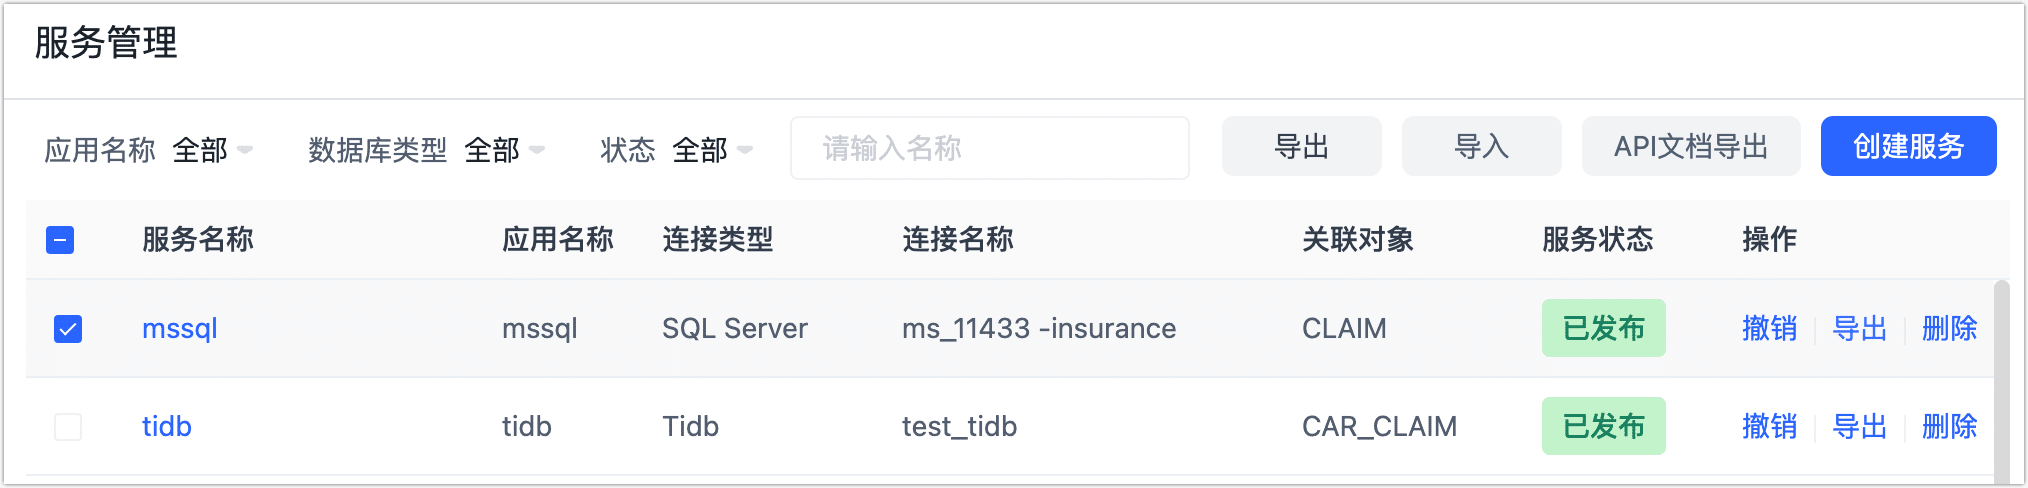 服务管理
应用名称 全部 数据库类型 全部 状态 全部 请输入名称 导出 导入 API文档导出 创建服务
服务名称 应用名称 连接类型 连接名称 关联对象 服务状态 操作
mssql mssql SQL Server ms_11433 -insurance CLAIM 已发布 撤销 导出 删除
tidb tidb Tidb test_tidb CAR_CLAIM 已发布 撤销 导出 删除